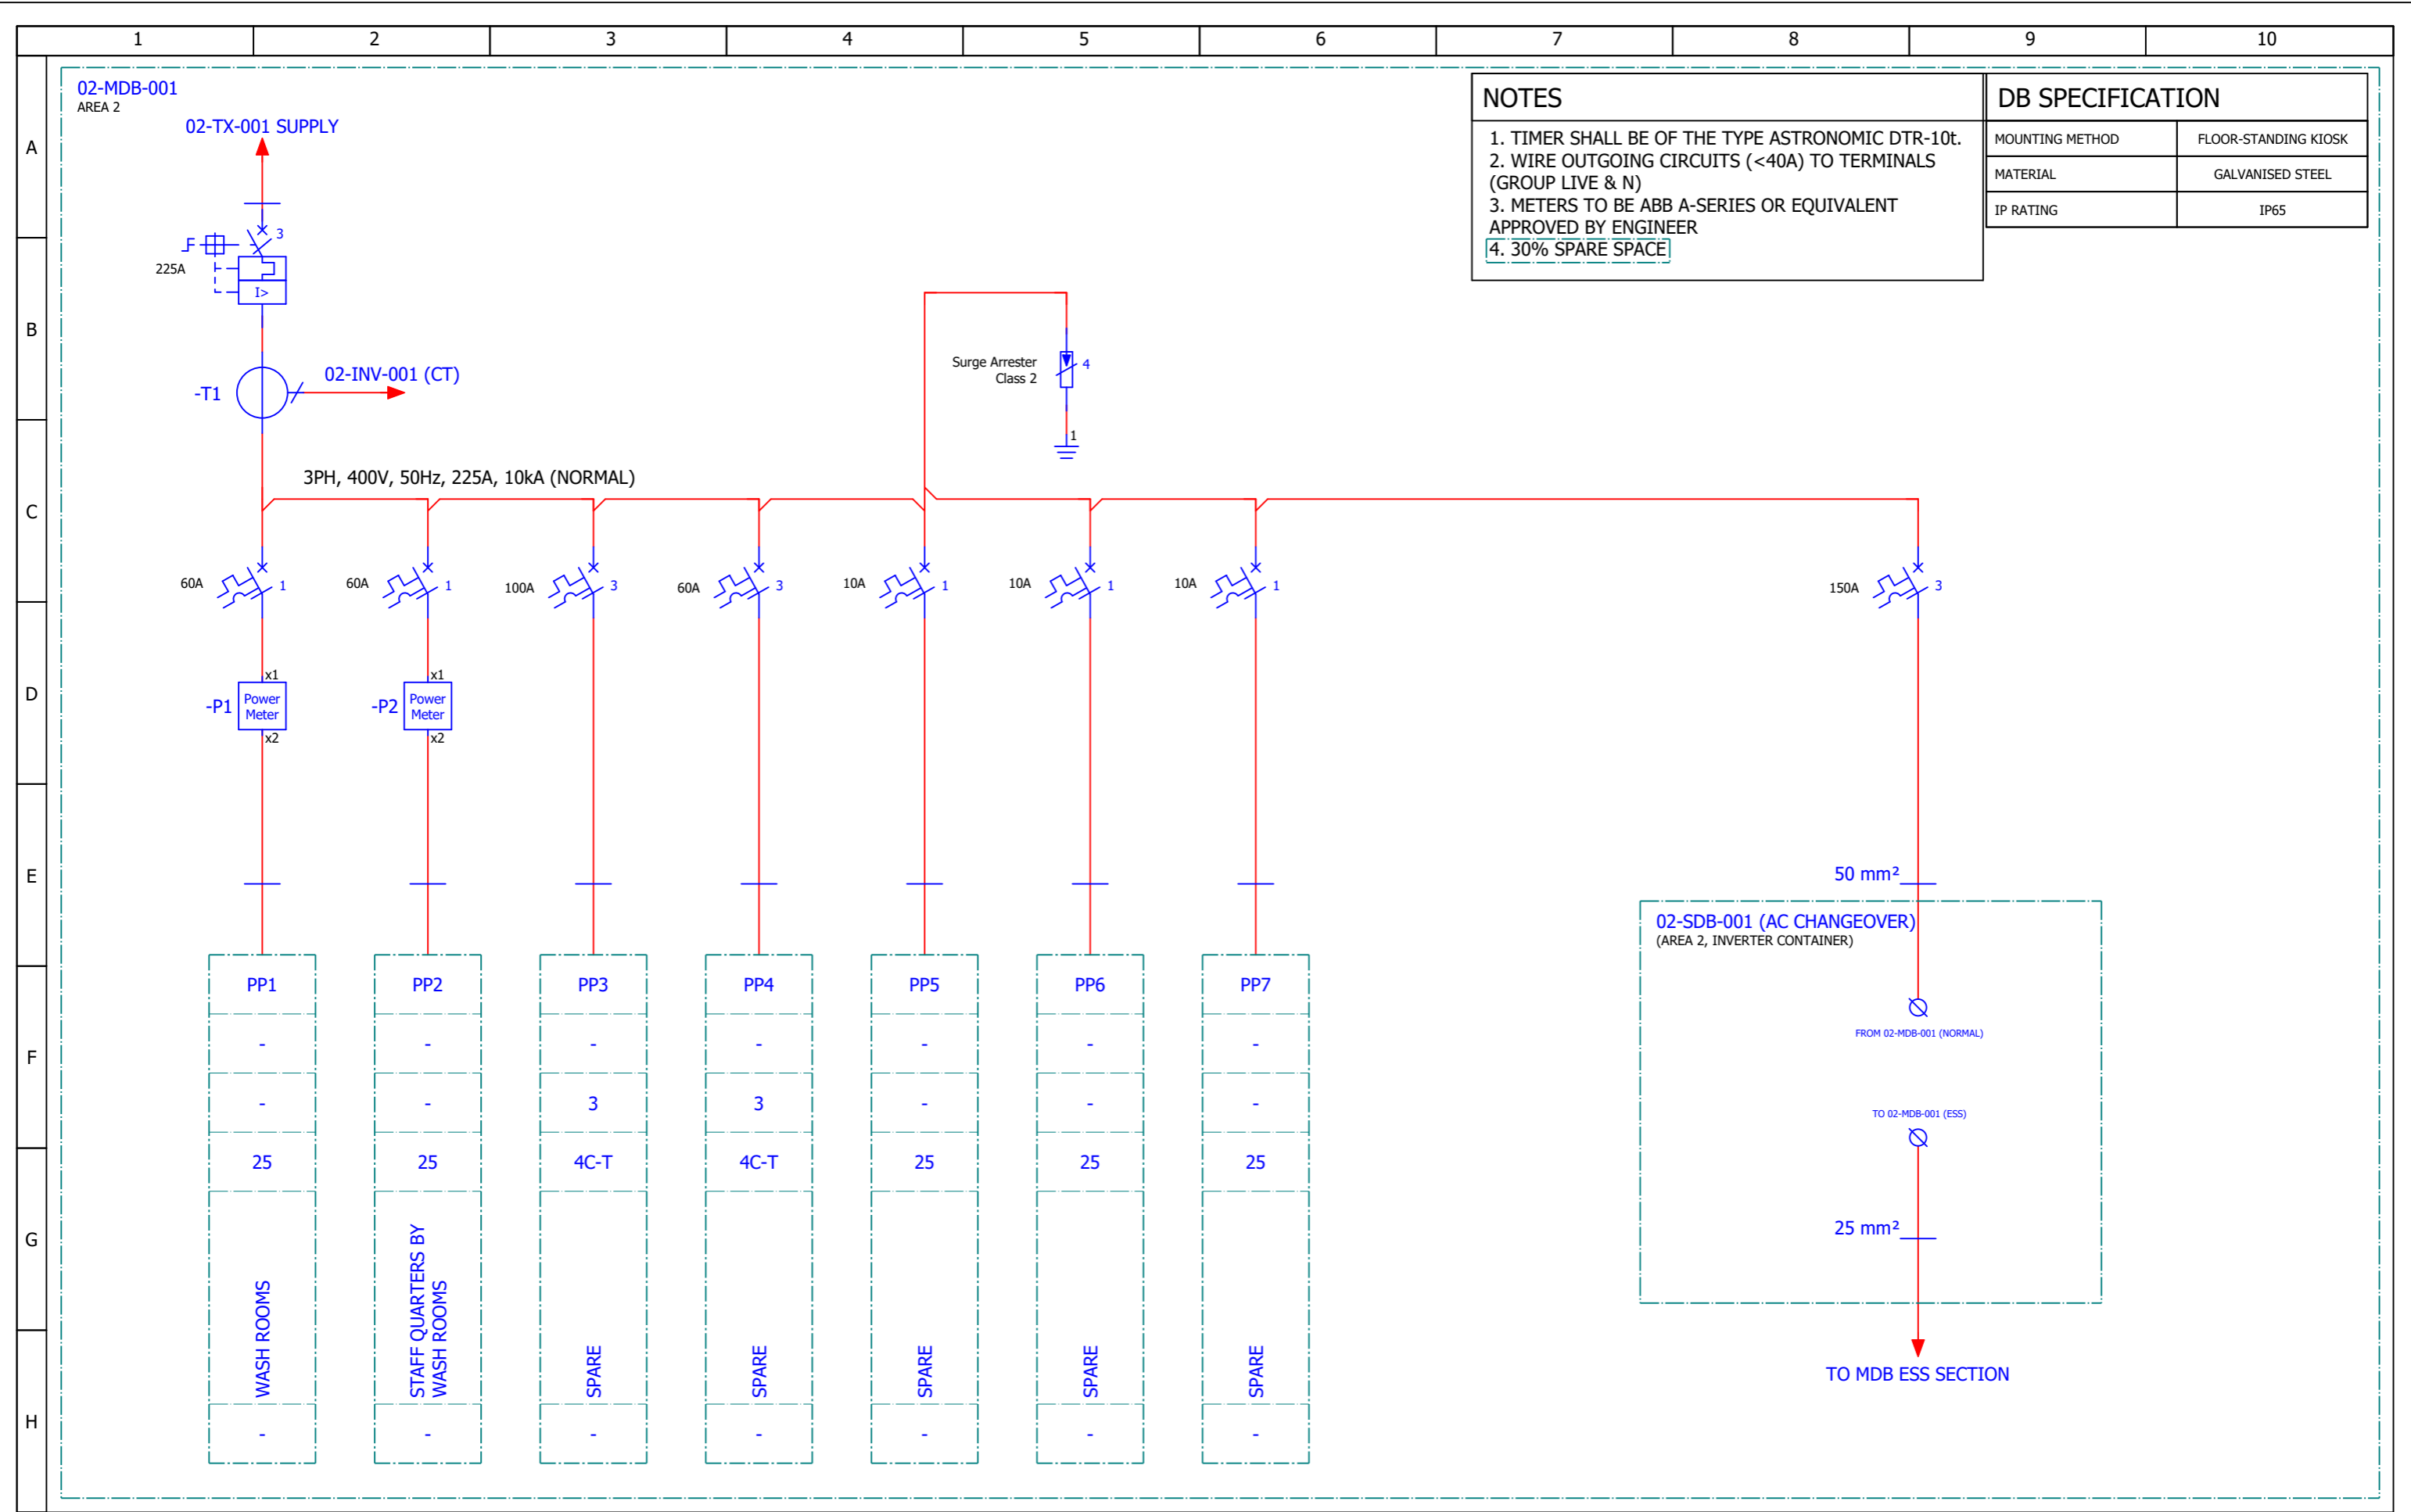 1 2 3 4 5 6 7 8 9 10
A
B
C
D
E
F
G
H
02-MDB-001
AREA 2
02-TX-001 SUPPLY
3
225A
I>
-T1
02-INV-001 (CT)
Surge Arrester
Class 2
4
1
3PH, 400V, 50Hz, 225A, 10kA (NORMAL)
NOTES
1. TIMER SHALL BE OF THE TYPE ASTRONOMIC DTR-10t.
2. WIRE OUTGOING CIRCUITS (<40A) TO TERMINALS
(GROUP LIVE & N)
3. METERS TO BE ABB A-SERIES OR EQUIVALENT
APPROVED BY ENGINEER
4. 30% SPARE SPACE
DB SPECIFICATION
MOUNTING METHOD FLOOR-STANDING KIOSK
MATERIAL GALVANISED STEEL
IP RATING IP65
60A 1 60A 1 100A 3 60A 3 10A 1 10A 1 10A 1 150A 3
x1 x1
-P1 Power Meter -P2 Power Meter
x2 x2
50 mm²
02-SDB-001 (AC CHANGEOVER)
(AREA 2, INVERTER CONTAINER)
FROM 02-MDB-001 (NORMAL)
TO 02-MDB-001 (ESS)
25 mm²
TO MDB ESS SECTION
PP1 PP2 PP3 PP4 PP5 PP6 PP7
- - - - - - -
- - 3 3 - - -
25 25 4C-T 4C-T 25 25 25
WASH ROOMS
STAFF QUARTERS BY
WASH ROOMS
SPARE
SPARE
SPARE
SPARE
SPARE
- - - - - - -